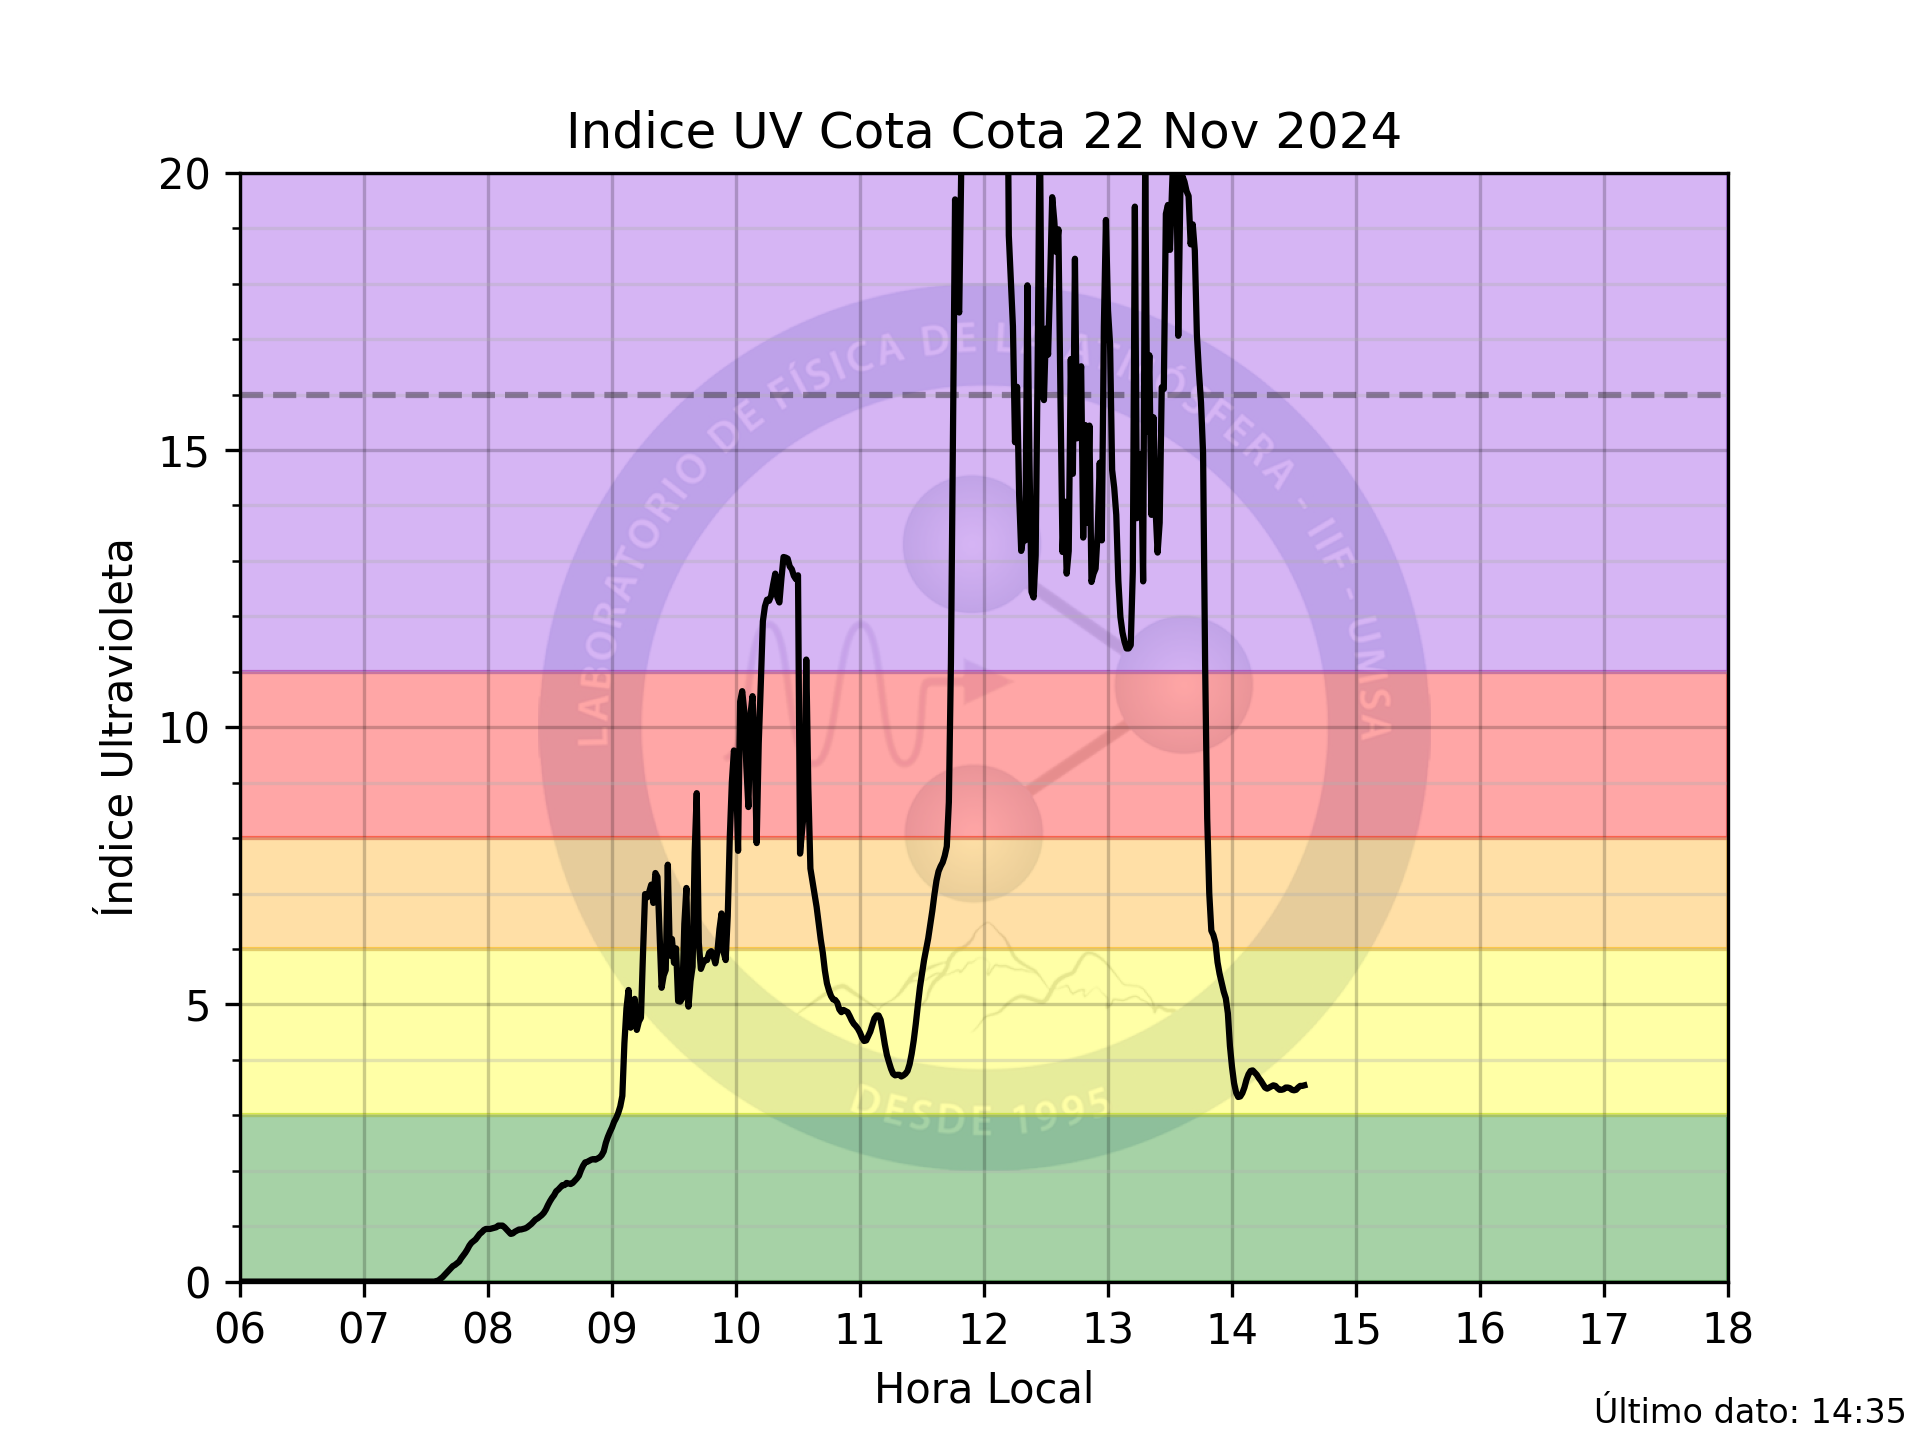 Indice UV Cota Cota 22 Nov 2024
20
15
10
5
0
Índice Ultravioleta
LABORATORIO DE FÍSICA DE LA ATMÓSFERA - IIF - UMSA
DESDE 1995
06 07 08 09 10 11 12 13 14 15 16 17 18
Hora Local
Último dato: 14:35